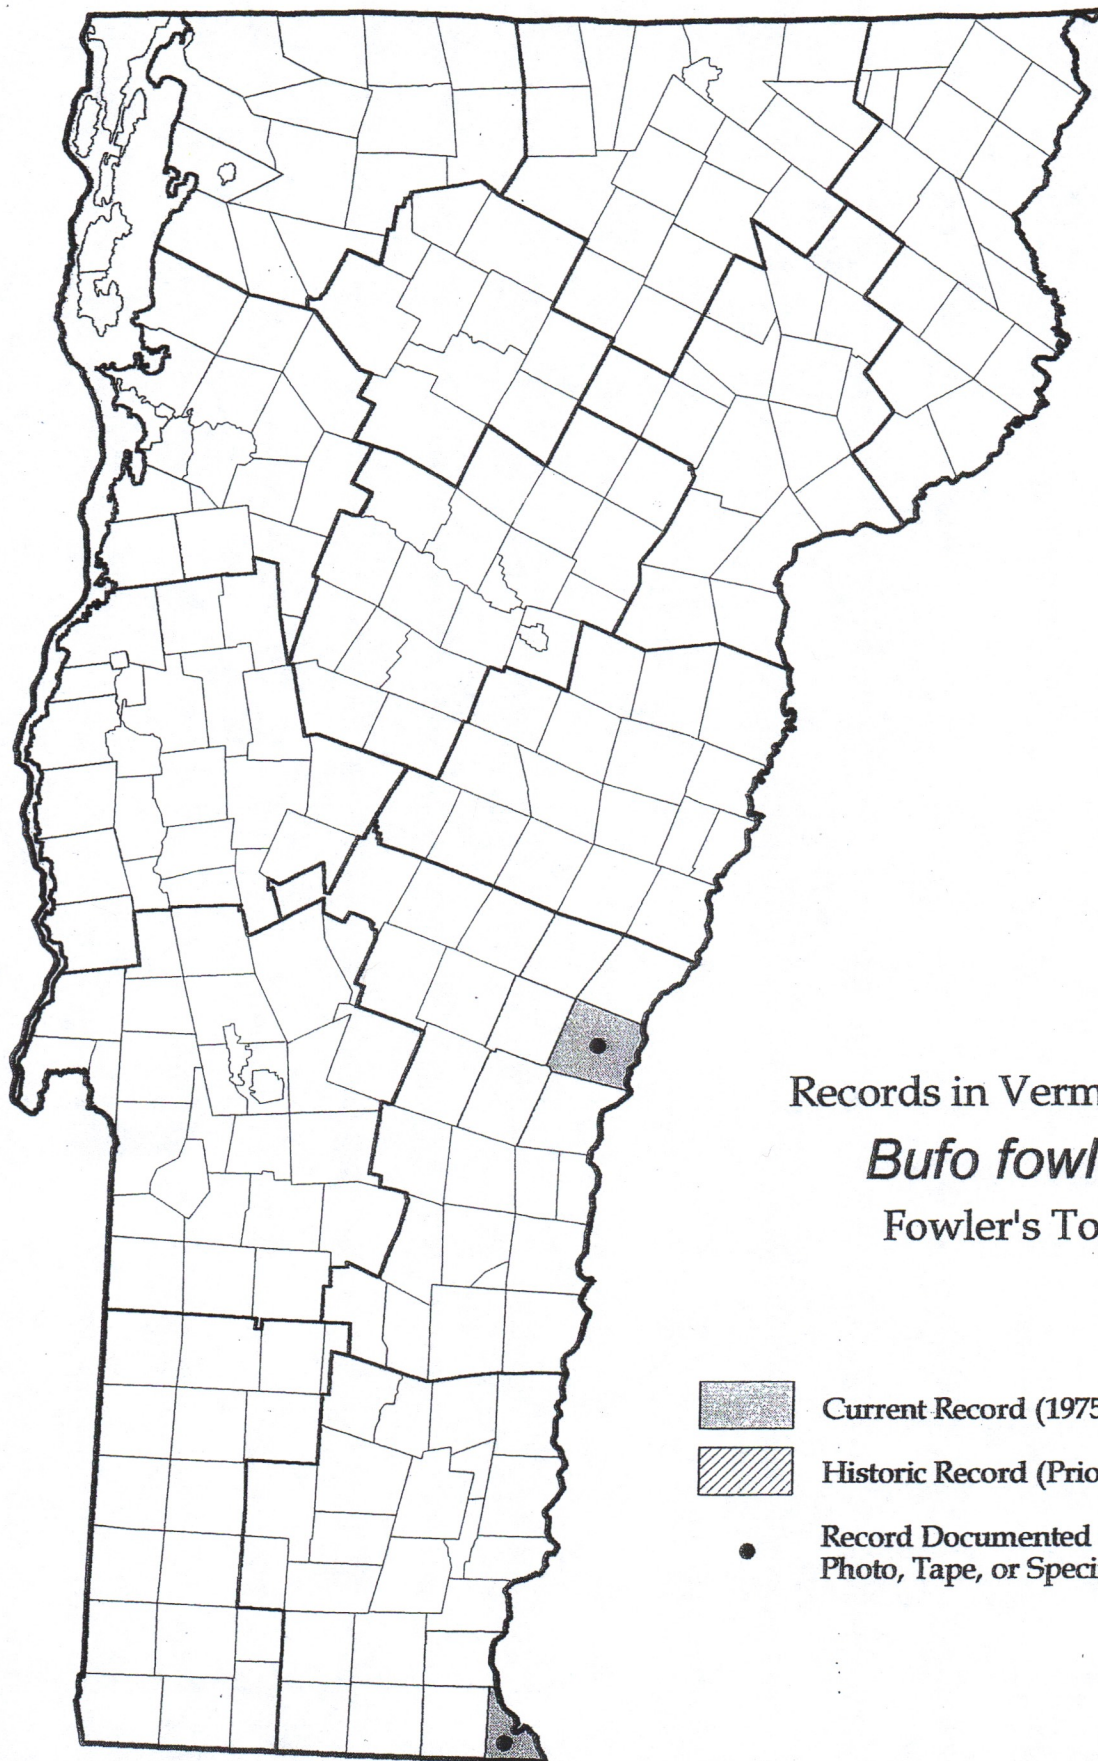 Records in Verm
Bufo fowl
Fowler's To
Current Record (1975
Historic Record (Prio
Record Documented
Photo, Tape, or Speci